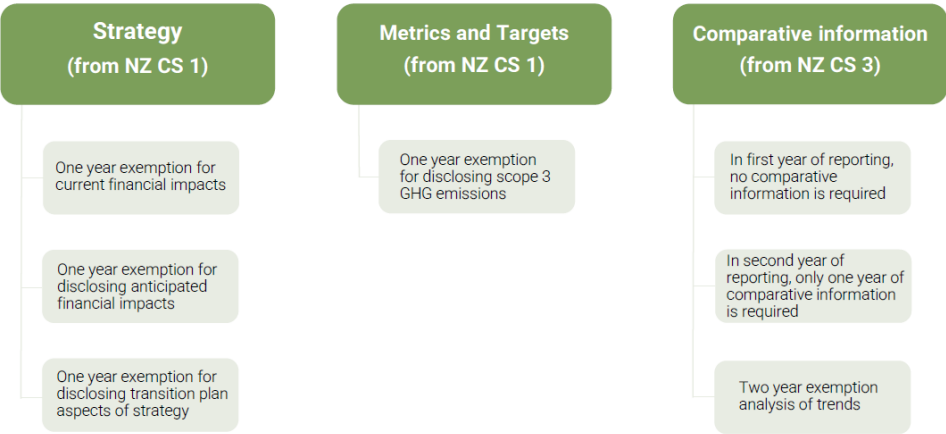 Strategy
(from NZ CS 1)
One year exemption for
current financial impacts
One year exemption for
disclosing anticipated
financial impacts
One year exemption for
disclosing transition plan
aspects of strategy
Metrics and Targets
(from NZ CS 1)
One year exemption
for disclosing scope 3
GHG emissions
Comparative information
(from NZ CS 3)
In first year of reporting,
no comparative
information is required
In second year of
reporting, only one year of
comparative information
is required
Two year exemption
analysis of trends